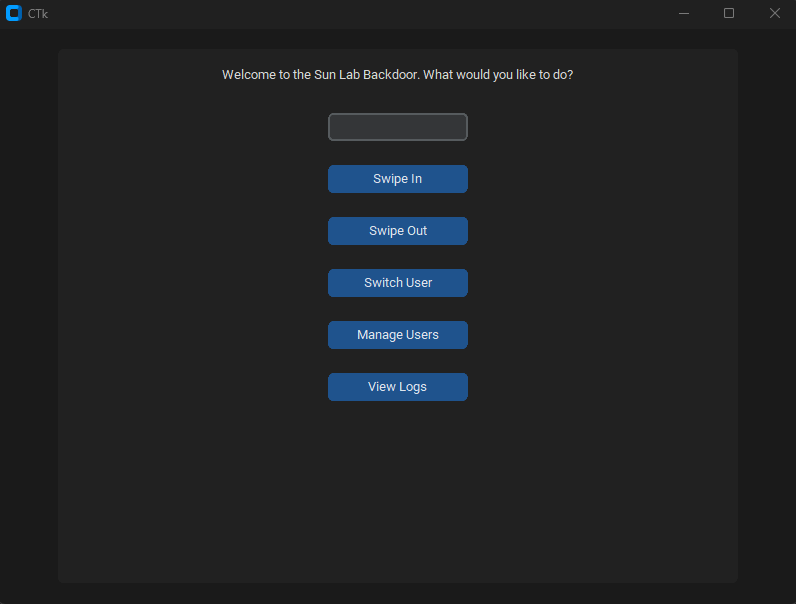 CTk
Welcome to the Sun Lab Backdoor. What would you like to do?
Swipe In
Swipe Out
Switch User
Manage Users
View Logs